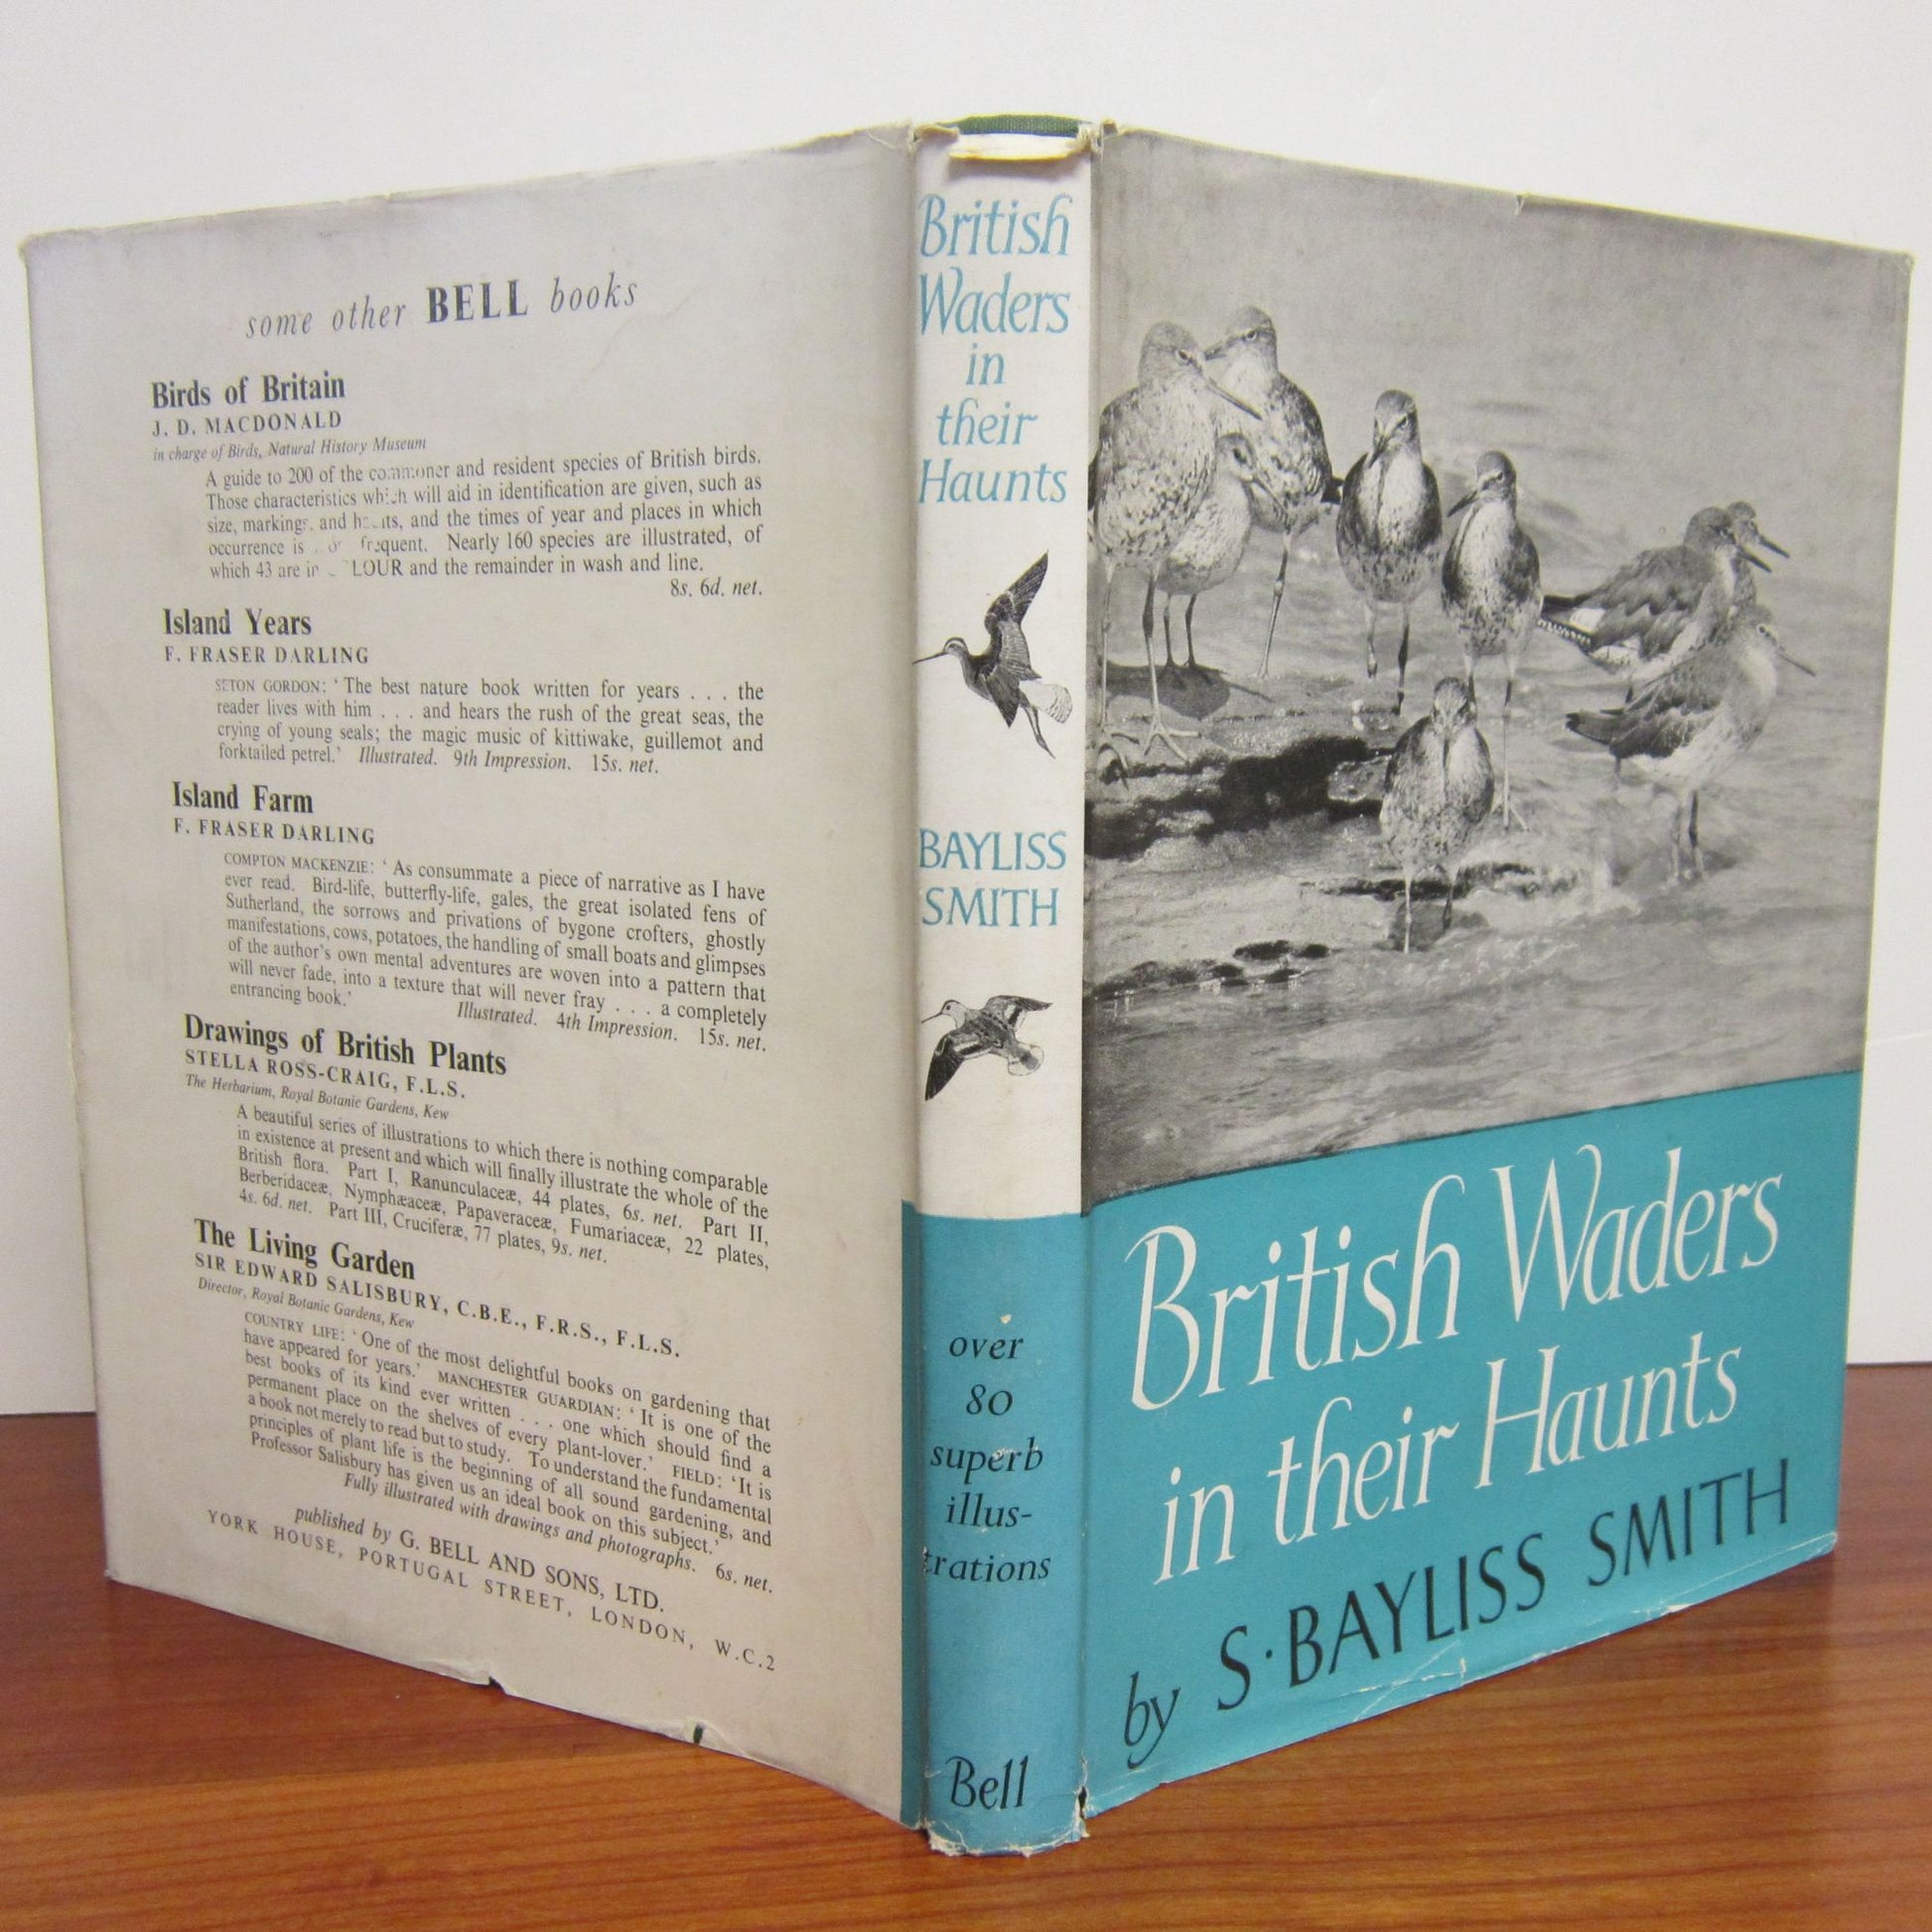 some other BELL books
Birds of Britain
J. D. MACDONALD
in charge of Birds, Natural History Museum
A guide to 200 of the commoner and resident species of British birds.
Those characteristics which will aid in identification are given, such as
size, markings, and habits, and the times of year and places in which
occurrence is frequent. Nearly 160 species are illustrated, of
which 43 are in COLOUR and the remainder in wash and line.
8s. 6d. net.
Island Years
F. FRASER DARLING
SETON GORDON: ‘The best nature book written for years . . . the
reader lives with him . . . and hears the rush of the great seas, the
crying of young seals; the magic music of kittiwake, guillemot and
forktailed petrel.’ Illustrated. 9th Impression. 15s. net.
Island Farm
F. FRASER DARLING
COMPTON MACKENZIE: ‘As consummate a piece of narrative as I have
ever read. Bird-life, butterfly-life, gales, the great isolated fens of
Sutherland, the sorrows and privations of bygone crofters, ghostly
manifestations, cows, potatoes, the handling of small boats and glimpses
of the author’s own mental adventures are woven into a pattern that
will never fade, into a texture that will never fray . . . a completely
entrancing book.’ Illustrated. 4th Impression. 15s. net.
Drawings of British Plants
STELLA ROSS-CRAIG, F.L.S.
The Herbarium, Royal Botanic Gardens, Kew
A beautiful series of illustrations to which there is nothing comparable
in existence at present and which will finally illustrate the whole of the
British flora. Part I, Ranunculaceæ, 44 plates, 6s. net. Part II,
Berberidaceæ, Nymphæaceæ, Papaveraceæ, Fumariaceæ, 22 plates,
4s. 6d. net. Part III, Cruciferæ, 77 plates, 9s. net.
The Living Garden
SIR EDWARD SALISBURY, C.B.E., F.R.S., F.L.S.
Director, Royal Botanic Gardens, Kew
COUNTRY LIFE: ‘One of the most delightful books on gardening that
have appeared for years.’ MANCHESTER GUARDIAN: ‘It is one of the
best books of its kind ever written . . . one which should find a
permanent place on the shelves of every plant-lover.’ FIELD: ‘It is
a book not merely to read but to study. To understand the fundamental
principles of plant life is the beginning of all sound gardening, and
Professor Salisbury has given us an ideal book on this subject.’
Fully illustrated with drawings and photographs. 6s. net.
published by G. BELL AND SONS, LTD.
YORK HOUSE, PORTUGAL STREET, LONDON, W.C.2
British
Waders
in
their
Haunts
BAYLISS
SMITH
over
80
superb
illus-
trations
Bell
British Waders
in their Haunts
by S·BAYLISS SMITH